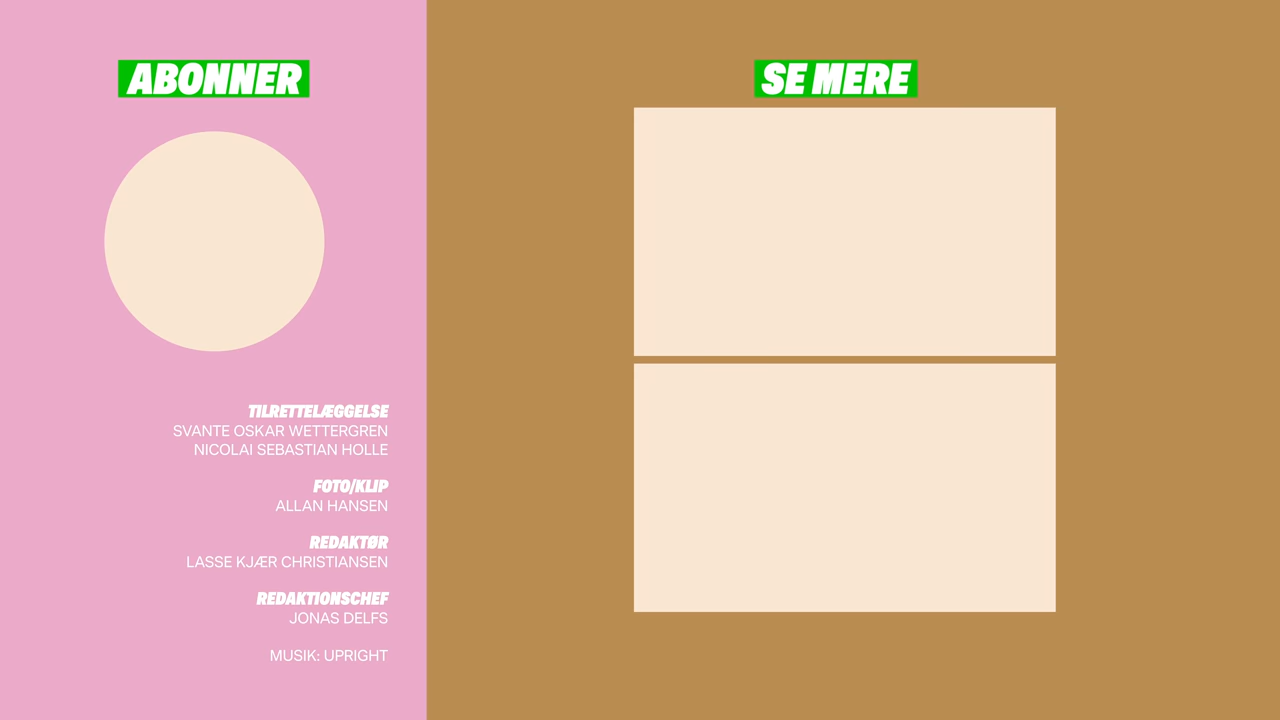 ABONNER
SE MERE
TILRETTELÆGGELSE
SVANTE OSKAR WETTERGREN
NICOLAI SEBASTIAN HOLLE
FOTO/KLIP
ALLAN HANSEN
REDAKTØR
LASSE KJÆR CHRISTIANSEN
REDAKTIONSCHEF
JONAS DELFS
MUSIK: UPRIGHT